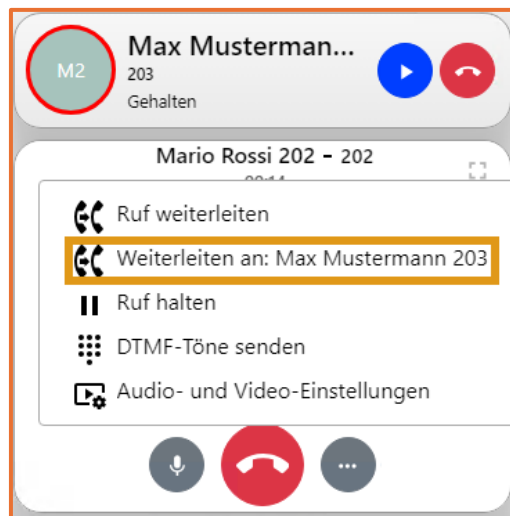 Max Mustermann...
M2
203
Gehalten
Mario Rossi 202 - 202
Ruf weiterleiten
Weiterleiten an: Max Mustermann 203
Ruf halten
DTMF-Töne senden
Audio- und Video-Einstellungen